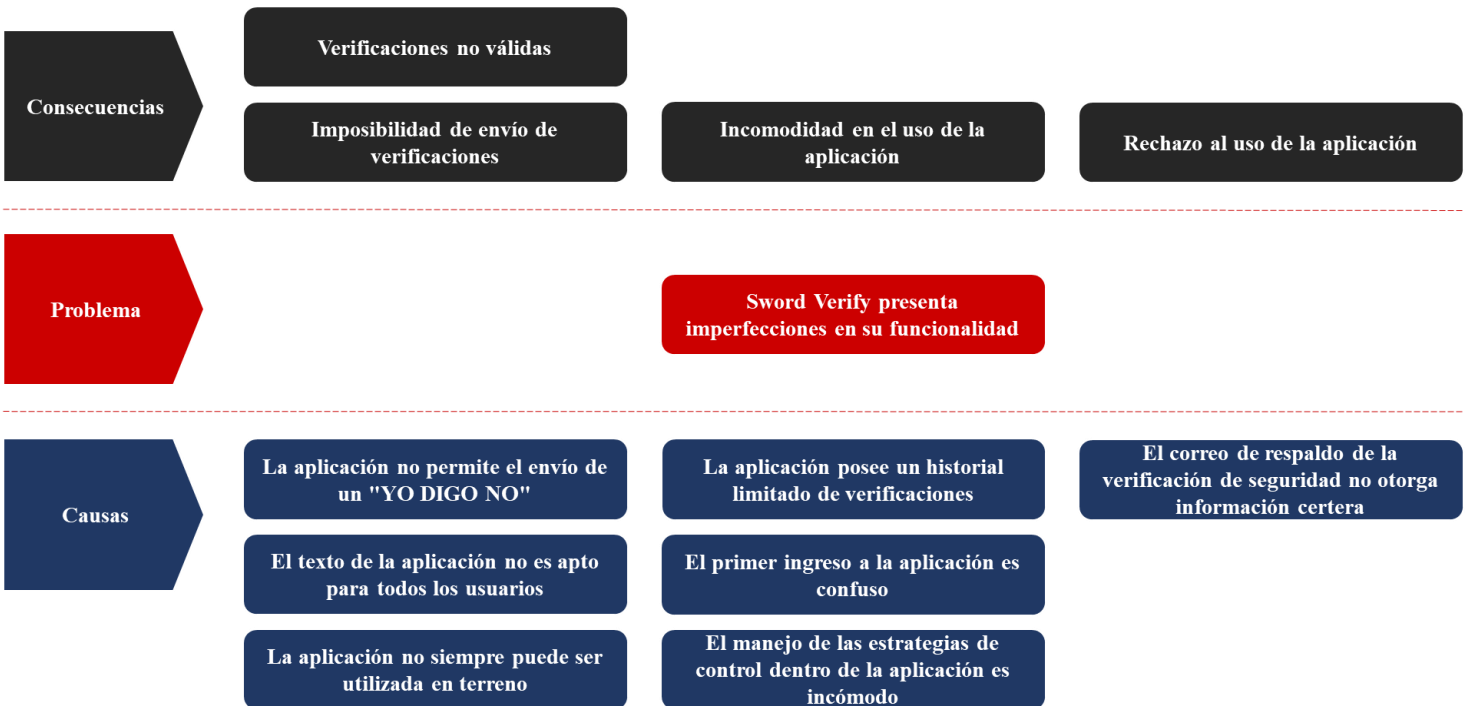 Consecuencias
Verificaciones no válidas
Imposibilidad de envío de
verificaciones
Incomodidad en el uso de la
aplicación
Rechazo al uso de la aplicación
Problema
Sword Verify presenta
imperfecciones en su funcionalidad
Causas
La aplicación no permite el envío de
un "YO DIGO NO"
La aplicación posee un historial
limitado de verificaciones
El correo de respaldo de la
verificación de seguridad no otorga
información certera
El texto de la aplicación no es apto
para todos los usuarios
El primer ingreso a la aplicación es
confuso
La aplicación no siempre puede ser
utilizada en terreno
El manejo de las estrategias de
control dentro de la aplicación es
incómodo